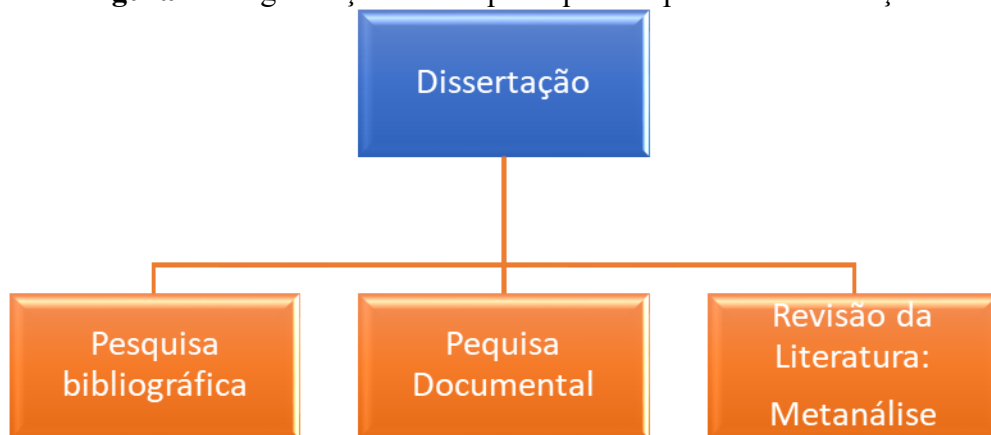 Dissertação
Pesquisa
bibliográfica
Pequisa
Documental
Revisão da
Literatura:
Metanálise